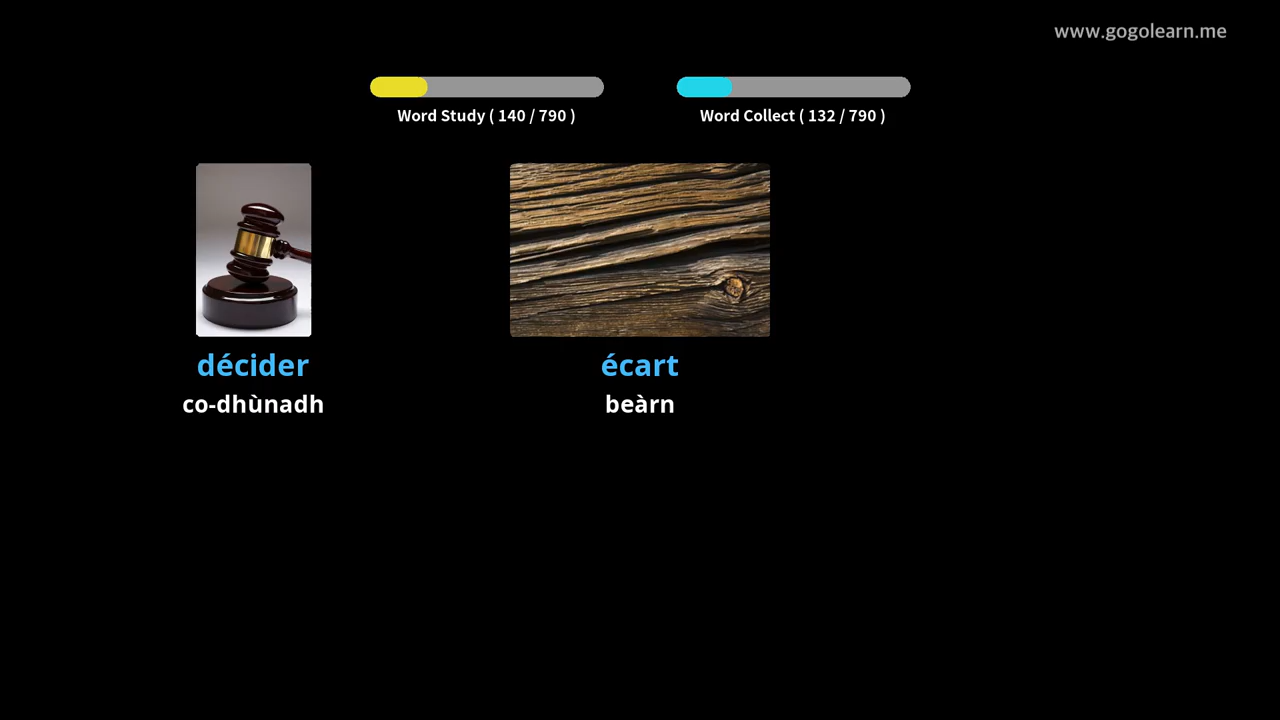 www.gogolearn.me
Word Study ( 140 / 790 )
Word Collect ( 132 / 790 )
décider
co-dhùnadh
écart
beàrn